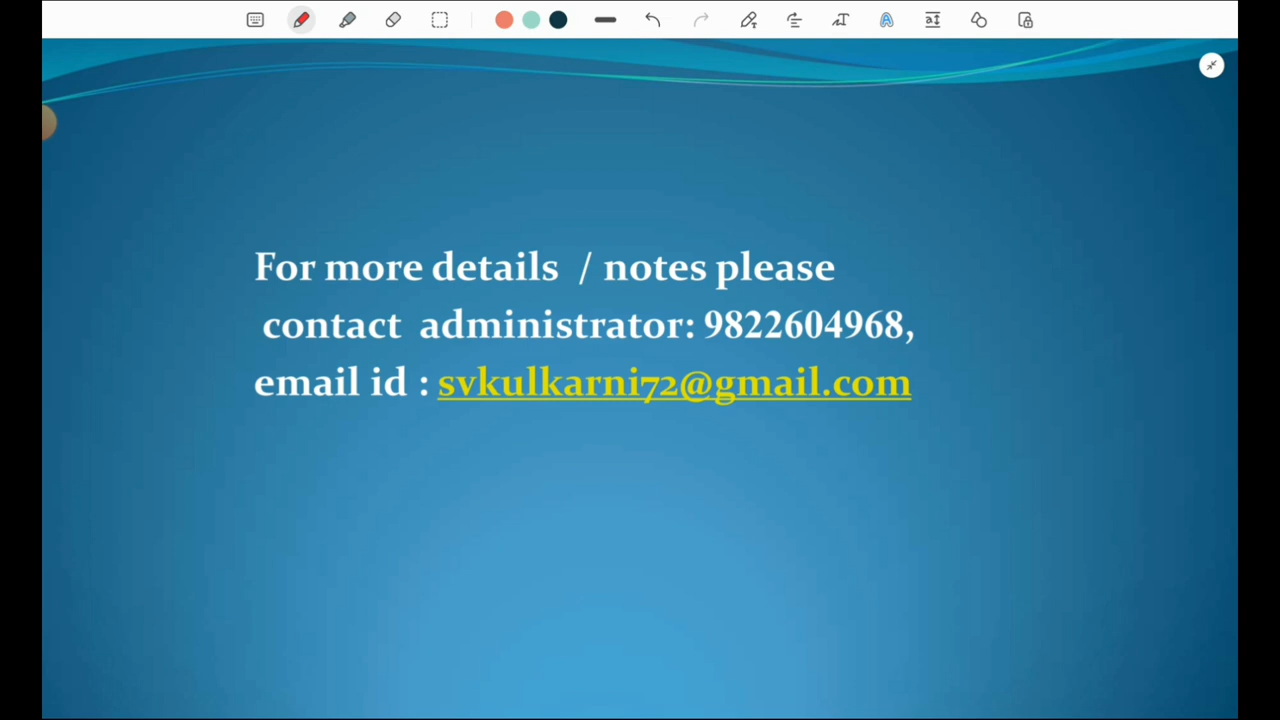 For more details / notes please
contact administrator: 9822604968,
email id : svkulkarni72@gmail.com